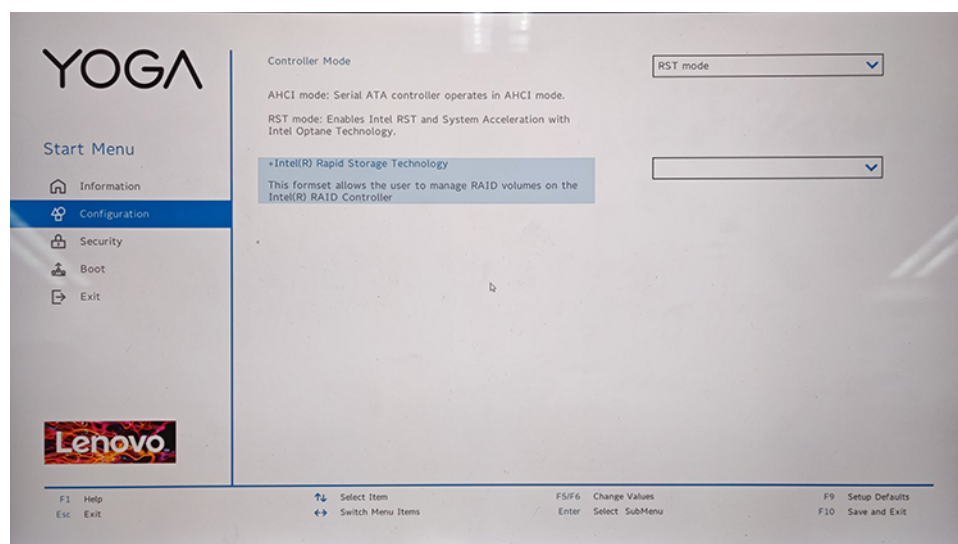 YOGA
Start Menu
Information
Configuration
Security
Boot
Exit
Lenovo
Controller Mode
RST mode
AHCI mode: Serial ATA controller operates in AHCI mode.
RST mode: Enables Intel RST and System Acceleration with
Intel Optane Technology.
+Intel(R) Rapid Storage Technology
This formset allows the user to manage RAID volumes on the
Intel(R) RAID Controller
F1 Help
Esc Exit
↑↓ Select Item
↔ Switch Menu Items
F5/F6 Change Values
Enter Select SubMenu
F9 Setup Defaults
F10 Save and Exit